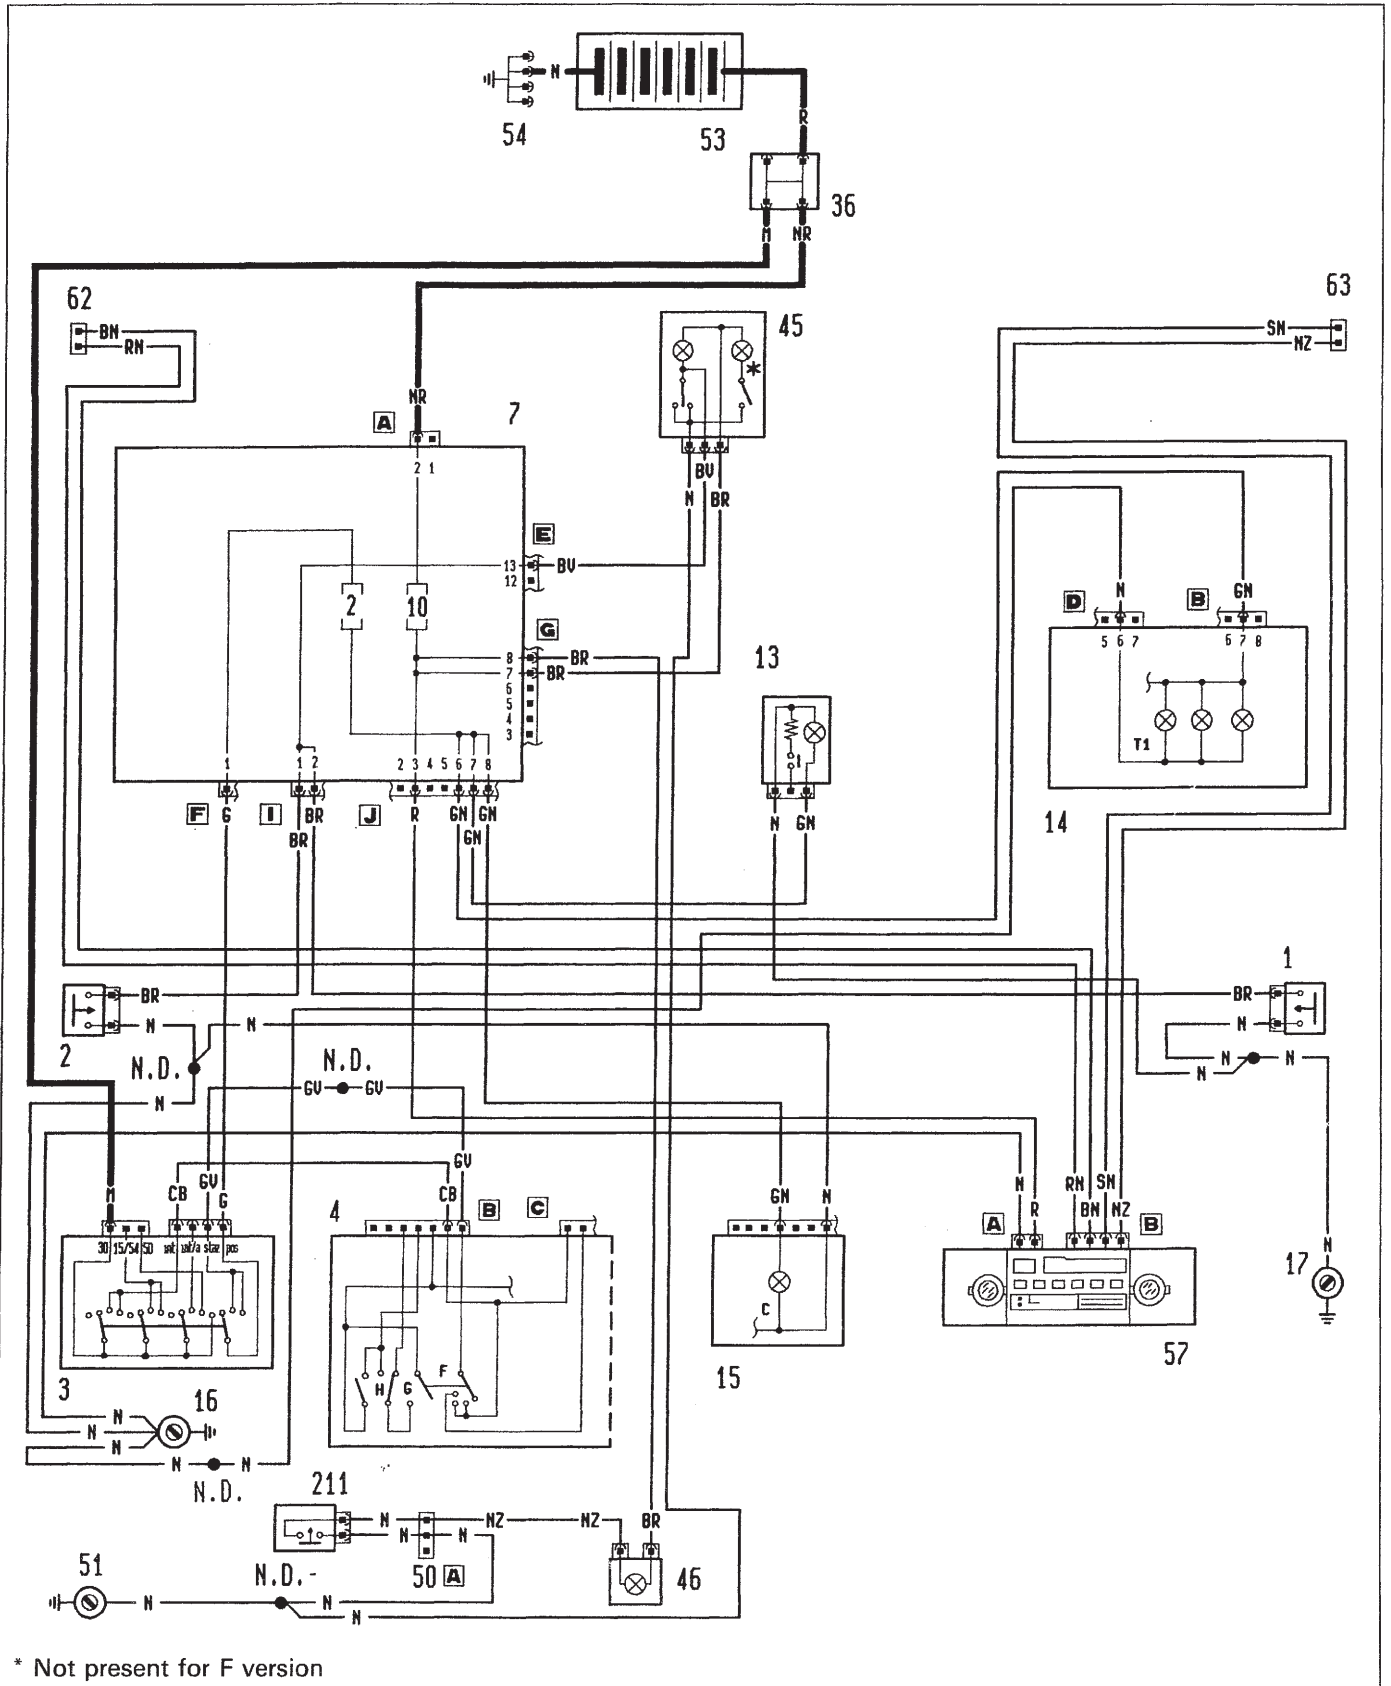 N
54
53
R
36
M NR
62
63
BN
RN
SN
NZ
45
*
NR
A
7
2 1
BV
N BR
E
13
12
BV
2
10
G
8
7
6
5
4
3
BR
BR
13
N
GN
D
B
5 6 7
6 7 8
T1
14
1
1 2
2 3 4 5 6 7 8
F G
I BR
BR
J R
GN GN
GN
N GN
1
BR
N
N N
N
2
BR
N
N
N.D.
N.D.
GV GV
N
M
CB
GV
G
CB
GV
B
C
4
GN N
N R
RN
BN
SN
NZ
A
B
30 15/54 50 int int/a staz pos
3
H G F
C
15
57
17
N
16
N
N
N
N N
N.D.
211
N
N
NZ NZ
N
BR
50 A
46
51
N.D.-
N
N
N
* Not present for F version